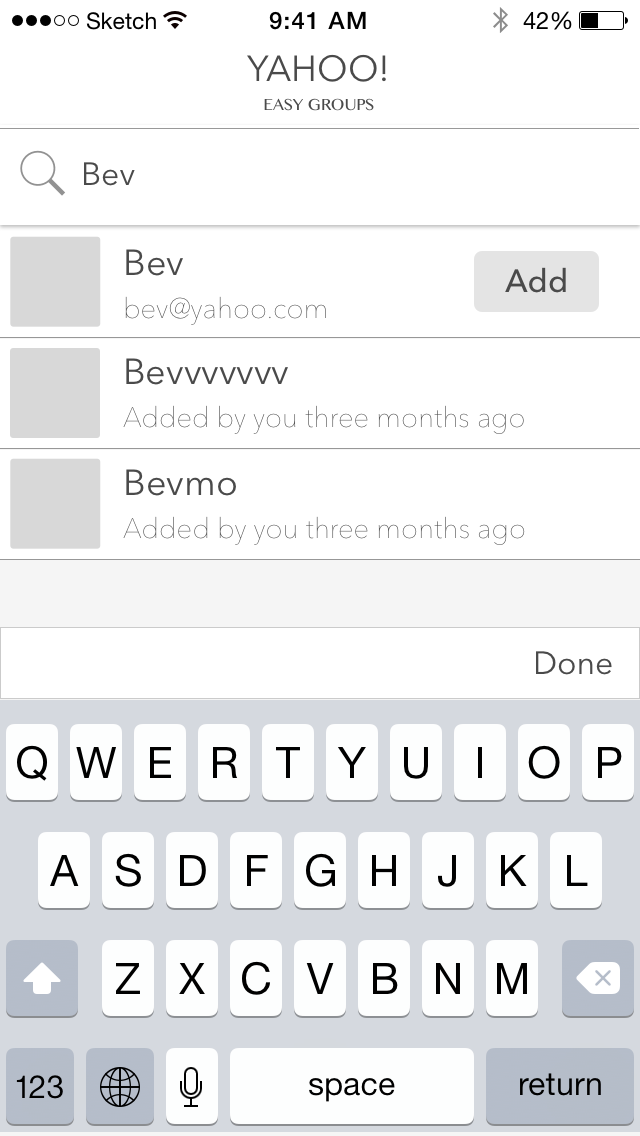 Sketch 9:41 AM 42%
YAHOO!
EASY GROUPS
Bev
Bev
bev@yahoo.com
Add
Bevvvvvvv
Added by you three months ago
Bevmo
Added by you three months ago
Done
Q W E R T Y U I O P
A S D F G H J K L
Z X C V B N M
123 space return